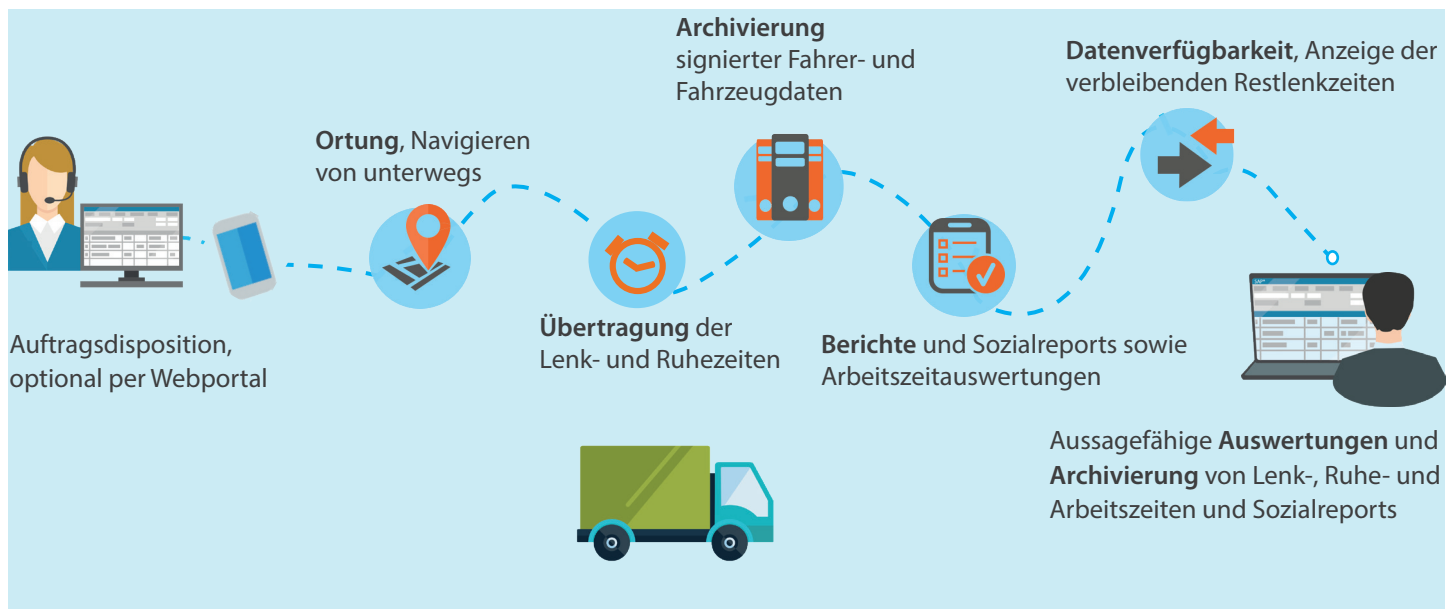 Auftragsdisposition,
optional per Webportal
Ortung, Navigieren
von unterwegs
Übertragung der
Lenk- und Ruhezeiten
Archivierung
signierter Fahrer- und
Fahrzeugdaten
Berichte und Sozialreports sowie
Arbeitszeitauswertungen
Datenverfügbarkeit, Anzeige der
verbleibenden Restlenkzeiten
Aussagefähige Auswertungen und
Archivierung von Lenk-, Ruhe- und
Arbeitszeiten und Sozialreports